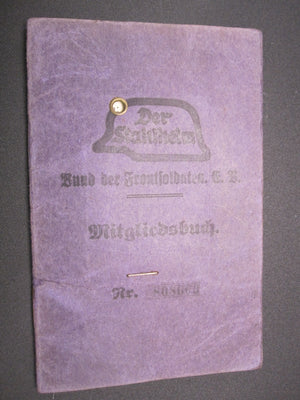 Der
Stahlhelm
Bund der Frontsoldaten. E. V.
Mitgliedsbuch.
Nr.